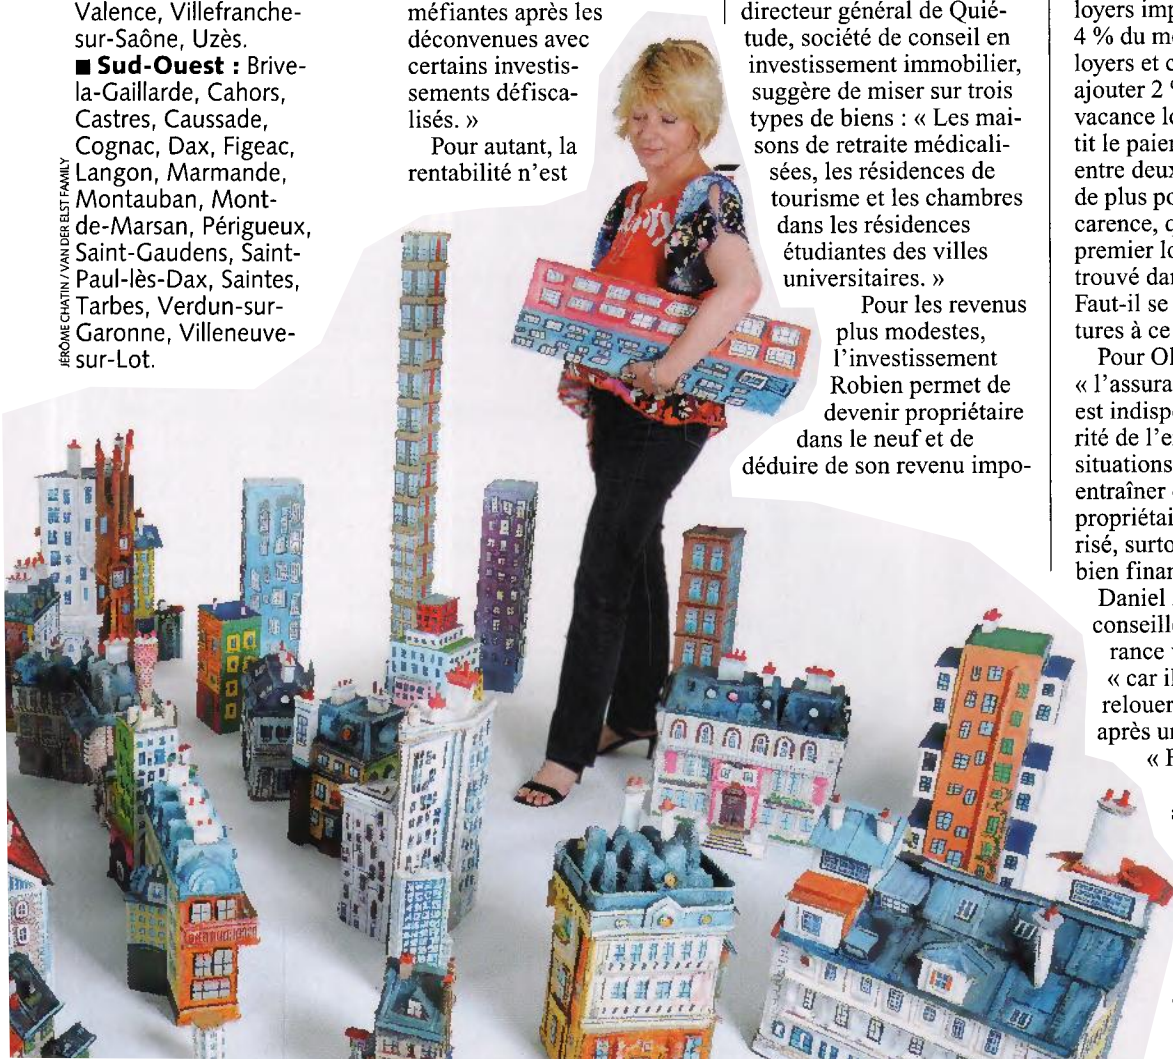 Valence, Villefranche-
sur-Saône, Uzès.
■ Sud-Ouest : Brive-
la-Gaillarde, Cahors,
Castres, Caussade,
Cognac, Dax, Figeac,
Langon, Marmande,
Montauban, Mont-
de-Marsan, Périgueux,
Saint-Gaudens, Saint-
Paul-lès-Dax, Saintes,
Tarbes, Verdun-sur-
Garonne, Villeneuve-
sur-Lot.
JÉRÔME CHATIN / VAN DER ELST FAMILY
méfiantes après les
déconvenues avec
certains investis-
sements défisca-
lisés. »
Pour autant, la
rentabilité n’est
directeur général de Quié-
tude, société de conseil en
investissement immobilier,
suggère de miser sur trois
types de biens : « Les mai-
sons de retraite médicali-
sées, les résidences de
tourisme et les chambres
dans les résidences
étudiantes des villes
universitaires. »
Pour les revenus
plus modestes,
l’investissement
Robien permet de
devenir propriétaire
dans le neuf et de
déduire de son revenu impo-
loyers imp
4 % du m
loyers et c
ajouter 2 %
vacance lo
tit le paier
entre deux
de plus po
carence, q
premier lo
trouvé dan
Faut-il se
tures à ce
Pour Ol
« l’assura
est indisp
rité de l’e
situations
entraîner
propriétai
risé, surto
bien finan
Daniel
conseille
rance
« car il
relouer
après un
« F